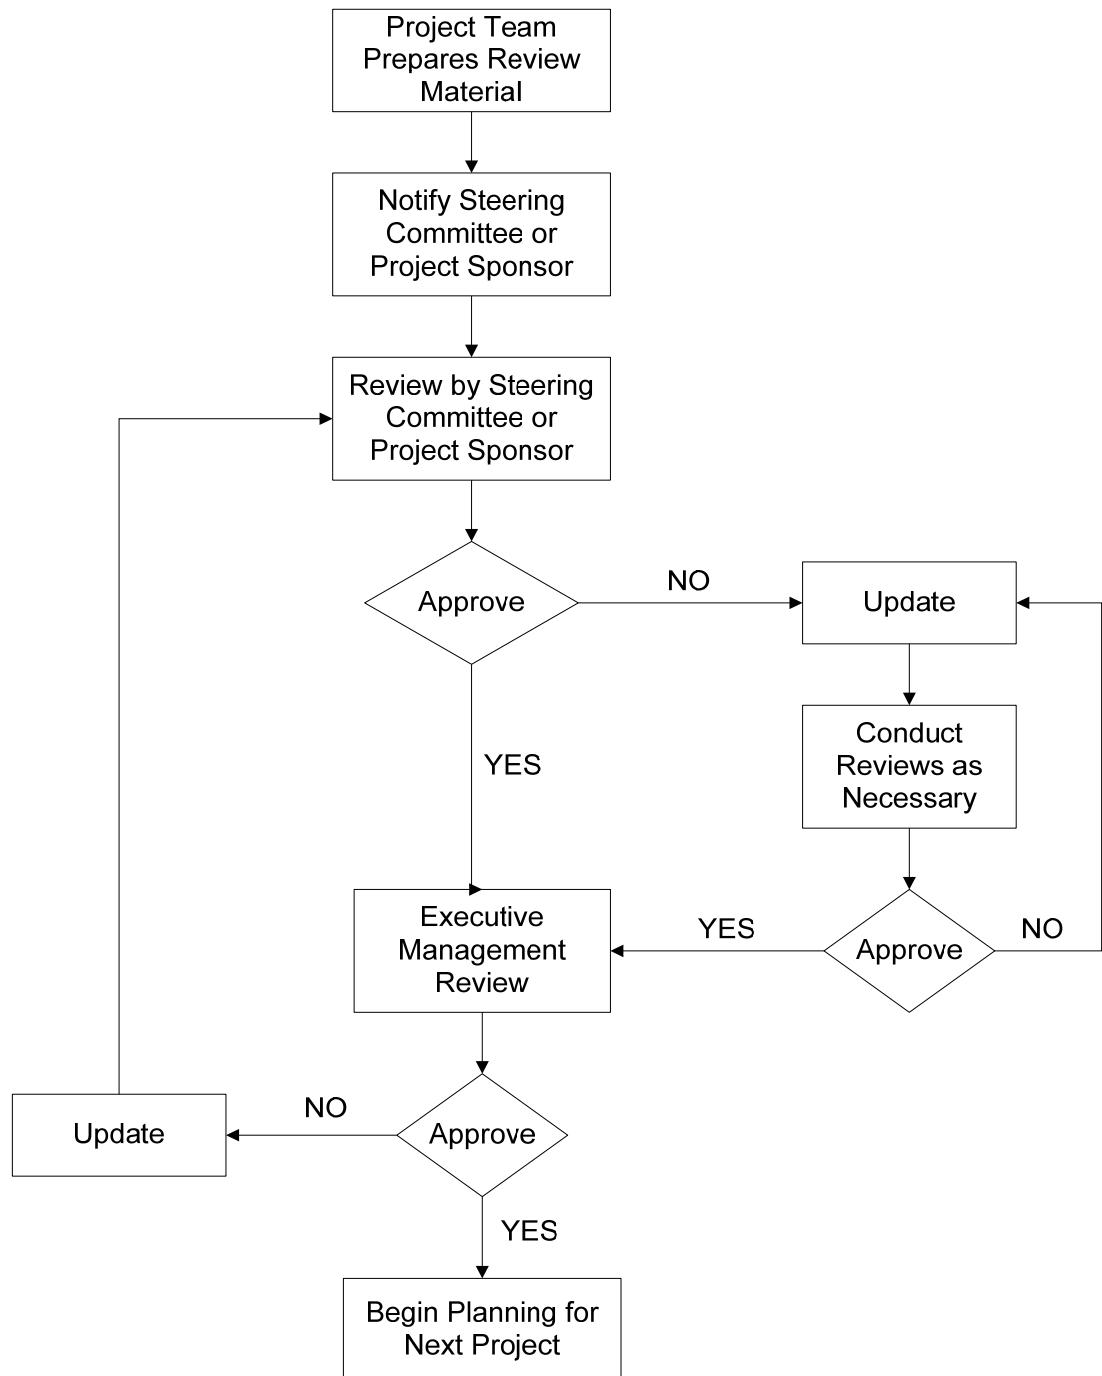 Project Team
Prepares Review
Material
Notify Steering
Committee or
Project Sponsor
Review by Steering
Committee or
Project Sponsor
Approve
NO
Update
YES
Conduct
Reviews as
Necessary
Executive
Management
Review
YES
Approve
NO
Update
NO
Approve
YES
Begin Planning for
Next Project